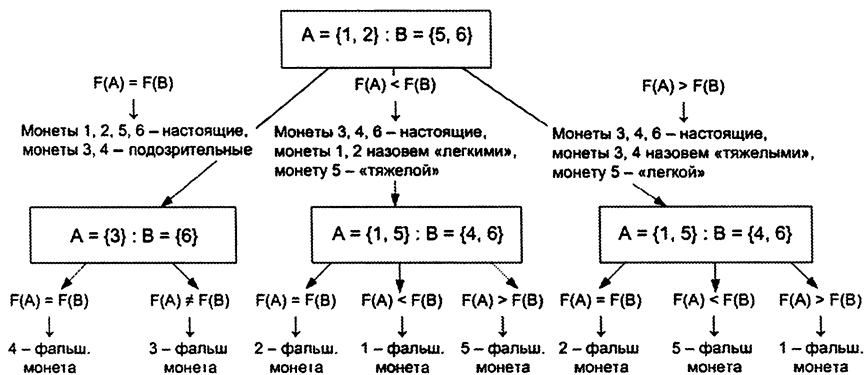 A = {1, 2} : B = {5, 6}
F(A) = F(B)
F(A) < F(B)
F(A) > F(B)
Монеты 1, 2, 5, 6 – настоящие,
монеты 3, 4 – подозрительные
Монеты 3, 4, 6 – настоящие,
монеты 1, 2 назовем «легкими»,
монету 5 – «тяжелой»
Монеты 3, 4, 6 – настоящие,
монеты 3, 4 назовем «тяжелыми»,
монету 5 – «легкой»
A = {3} : B = {6}
A = {1, 5} : B = {4, 6}
A = {1, 5} : B = {4, 6}
F(A) = F(B)
F(A) ≠ F(B)
F(A) = F(B)
F(A) < F(B)
F(A) > F(B)
F(A) = F(B)
F(A) < F(B)
F(A) > F(B)
4 – фальш.
монета
3 – фальш
монета
2 – фальш.
монета
1 – фальш.
монета
5 – фальш.
монета
2 – фальш.
монета
5 – фальш
монета
1 – фальш.
монета